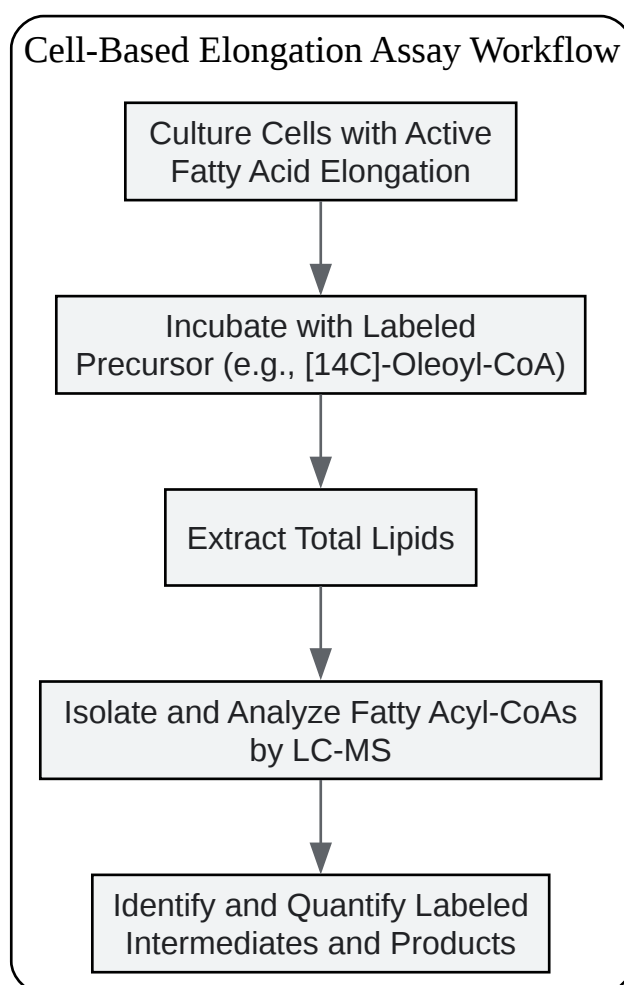 Cell-Based Elongation Assay Workflow
Culture Cells with Active
Fatty Acid Elongation
Incubate with Labeled
Precursor (e.g., [14C]-Oleoyl-CoA)
Extract Total Lipids
Isolate and Analyze Fatty Acyl-CoAs
by LC-MS
Identify and Quantify Labeled
Intermediates and Products